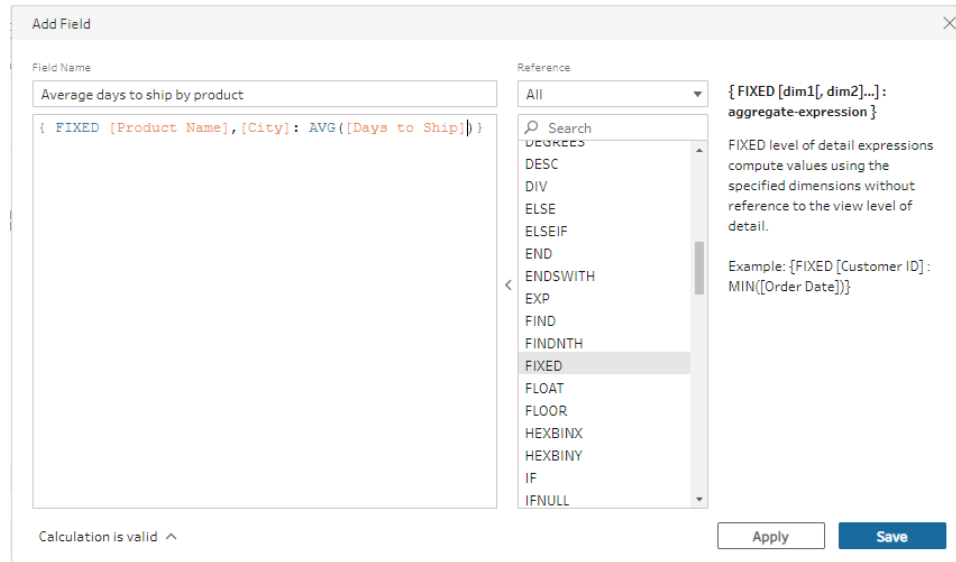 Add Field
Field Name
Average days to ship by product
{ FIXED [Product Name],[City]: AVG([Days to Ship])}
Calculation is valid
Reference
All
Search
DEGREES
DESC
DIV
ELSE
ELSEIF
END
ENDSWITH
EXP
FIND
FINDNTH
FIXED
FLOAT
FLOOR
HEXBINX
HEXBINY
IF
IFNULL
{ FIXED [dim1[, dim2]...] :
aggregate-expression }
FIXED level of detail expressions
compute values using the
specified dimensions without
reference to the view level of
detail.
Example: {FIXED [Customer ID] :
MIN([Order Date])}
Apply
Save